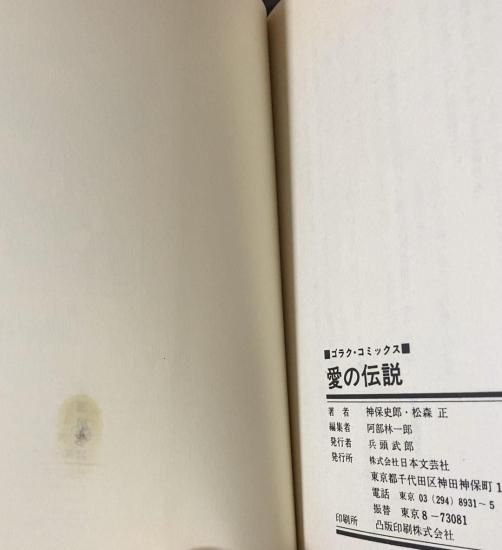 ■ゴラク・コミックス■
愛の伝説
著者 神保史郎・松森 正
編集者 阿部林一郎
発行者 兵頭武郎
発行所 株式会社日本文芸社
東京都千代田区神田神保町1
電話 東京 03 (294) 8931〜5
振替 東京 8-73081
印刷所 凸版印刷株式会社